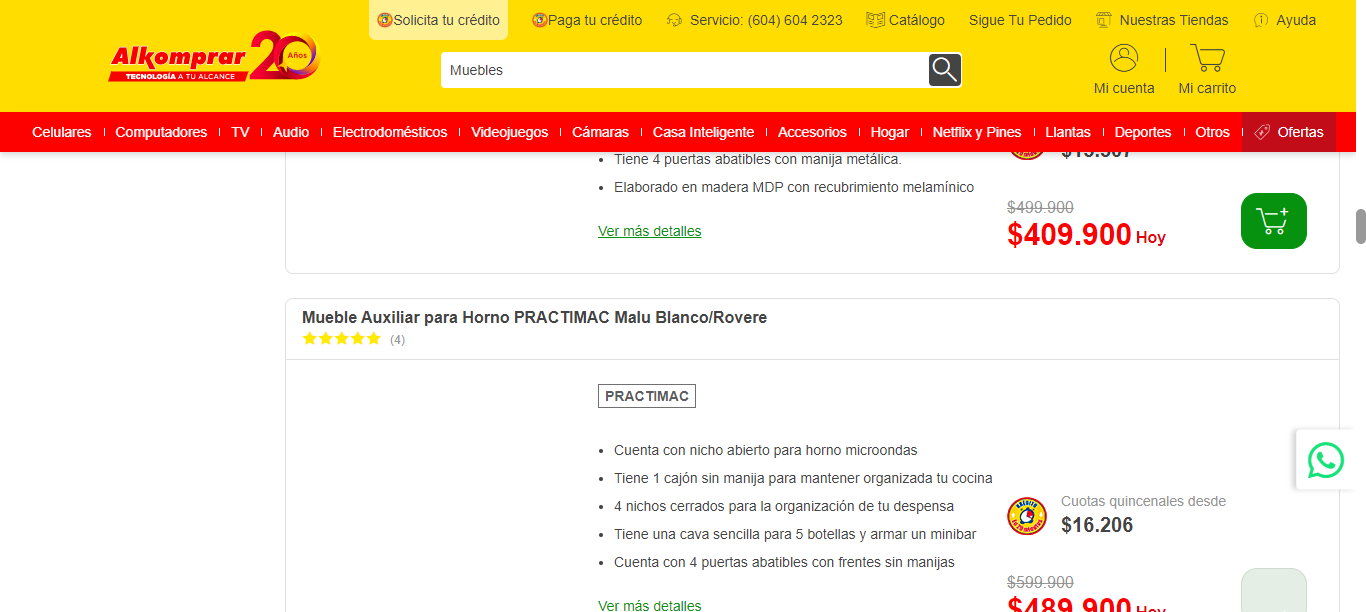 Solicita tu crédito
Paga tu crédito
Servicio: (604) 604 2323
Catálogo
Sigue Tu Pedido
Nuestras Tiendas
Ayuda
Alkomprar 20 Años
TECNOLOGÍA A TU ALCANCE
Muebles
Mi cuenta
Mi carrito
Celulares
Computadores
TV
Audio
Electrodomésticos
Videojuegos
Cámaras
Casa Inteligente
Accesorios
Hogar
Netflix y Pines
Llantas
Deportes
Otros
Ofertas
Tiene 4 puertas abatibles con manija metálica.
Elaborado en madera MDP con recubrimiento melamínico
Ver más detalles
$499.900
$409.900 Hoy
Mueble Auxiliar para Horno PRACTIMAC Malu Blanco/Rovere
(4)
PRACTIMAC
Cuenta con nicho abierto para horno microondas
Tiene 1 cajón sin manija para mantener organizada tu cocina
4 nichos cerrados para la organización de tu despensa
Tiene una cava sencilla para 5 botellas y armar un minibar
Cuenta con 4 puertas abatibles con frentes sin manijas
Ver más detalles
Cuotas quincenales desde
$16.206
$599.900
$489.900 Hoy